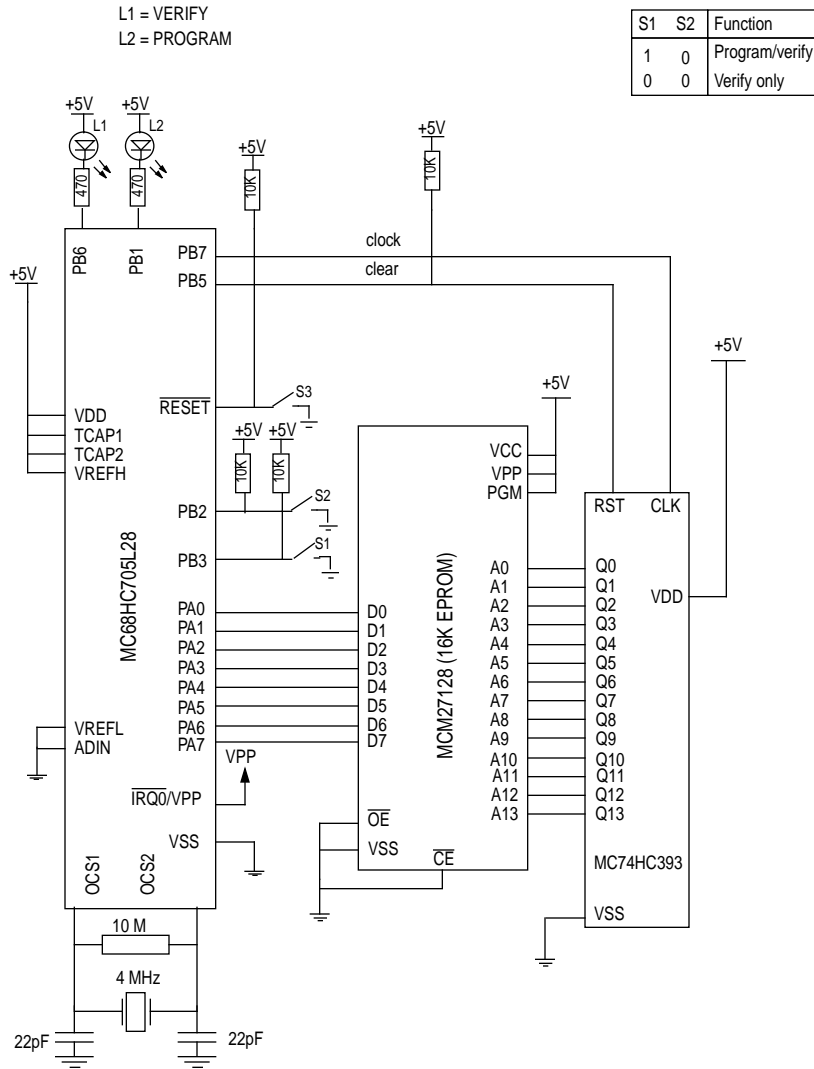 L1 = VERIFY
L2 = PROGRAM
S1 S2 Function
1 0 Program/verify
0 0 Verify only
+5V +5V
L1 L2
470 470
+5V
10K
+5V
10K
PB6 PB1 PB7
clock
PB5
clear
+5V
+5V
VDD
TCAP1
TCAP2
VREFH
RESET
S3
+5V +5V
10K 10K
PB2
S2
PB3
S1
MC68HC705L28
PA0
PA1
PA2
PA3
PA4
PA5
PA6
PA7
VREFL
ADIN
VPP
IRQ0/VPP
VSS
OCS1 OCS2
10 M
4 MHz
22pF 22pF
+5V
VCC
VPP
PGM
MCM27128 (16K EPROM)
D0
D1
D2
D3
D4
D5
D6
D7
A0
A1
A2
A3
A4
A5
A6
A7
A8
A9
A10
A11
A12
A13
OE
VSS
CE
RST CLK
Q0
Q1
Q2
Q3
Q4
Q5
Q6
Q7
Q8
Q9
Q10
Q11
Q12
Q13
VDD
MC74HC393
VSS